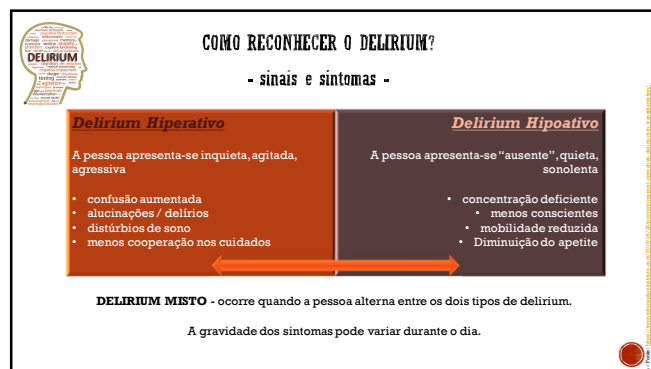 COMO RECONHECER O DELIRIUM?
- sinais e sintomas -
DELIRIUM
Delirium Hiperativo
A pessoa apresenta-se inquieta, agitada,
agressiva
• confusão aumentada
• alucinações / delírios
• distúrbios de sono
• menos cooperação nos cuidados
Delirium Hipoativo
A pessoa apresenta-se “ausente”, quieta,
sonolenta
• concentração deficiente
• menos conscientes
• mobilidade reduzida
• Diminuição do apetite
DELIRIUM MISTO - ocorre quando a pessoa alterna entre os dois tipos de delirium.
A gravidade dos sintomas pode variar durante o dia.